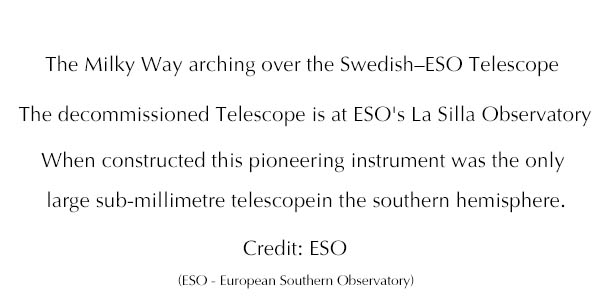 The Milky Way arching over the Swedish–ESO Telescope
The decommissioned Telescope is at ESO's La Silla Observatory
When constructed this pioneering instrument was the only
large sub-millimetre telescopein the southern hemisphere.
Credit: ESO
(ESO - European Southern Observatory)